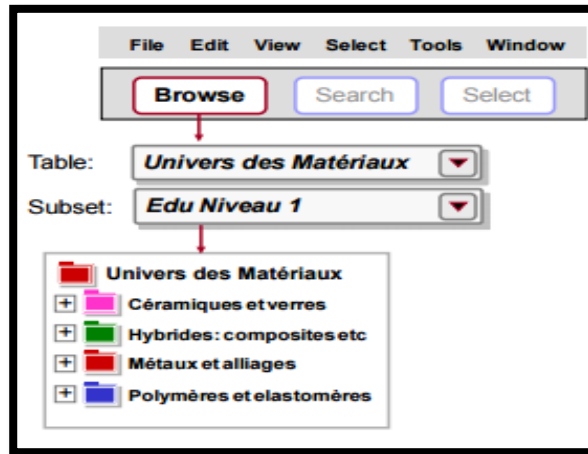 File Edit View Select Tools Window
Browse Search Select
Table: Univers des Matériaux
Subset: Edu Niveau 1
Univers des Matériaux
Céramiques et verres
Hybrides: composites etc
Métaux et alliages
Polymères et elastomères